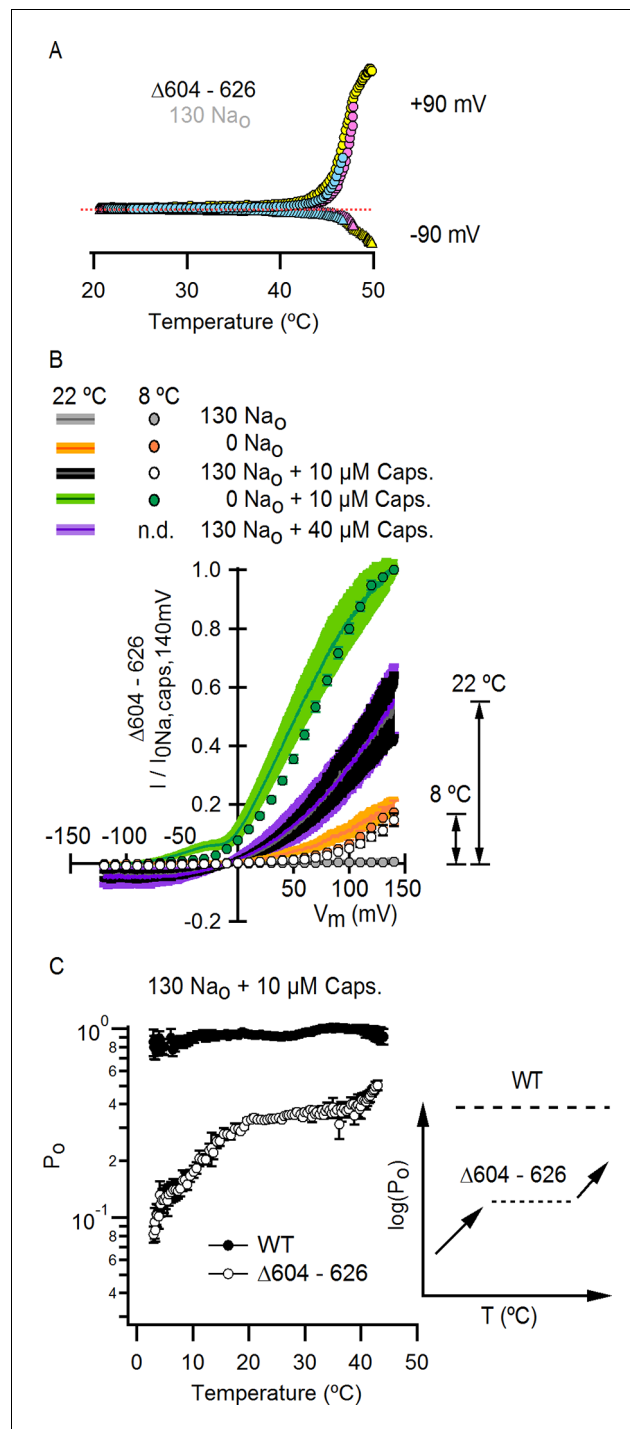 A
Δ604 - 626
130 Nao
+90 mV
-90 mV
20 30 40 50
Temperature (ºC)
B
22 ºC 8 ºC
130 Nao
0 Nao
130 Nao + 10 µM Caps.
0 Nao + 10 µM Caps.
n.d. 130 Nao + 40 µM Caps.
Δ604 - 626
I / I0Na,caps,140mV
1.0
0.8
0.6
0.4
0.2
-0.2
-150 -100 -50
50 100 150
Vm (mV)
22 ºC
8 ºC
C
130 Nao + 10 µM Caps.
Po
10^0
8
6
4
2
10^-1
8
6
4
WT
Δ604 - 626
0 10 20 30 40 50
Temperature (ºC)
WT
Δ604 - 626
log(Po)
T (ºC)